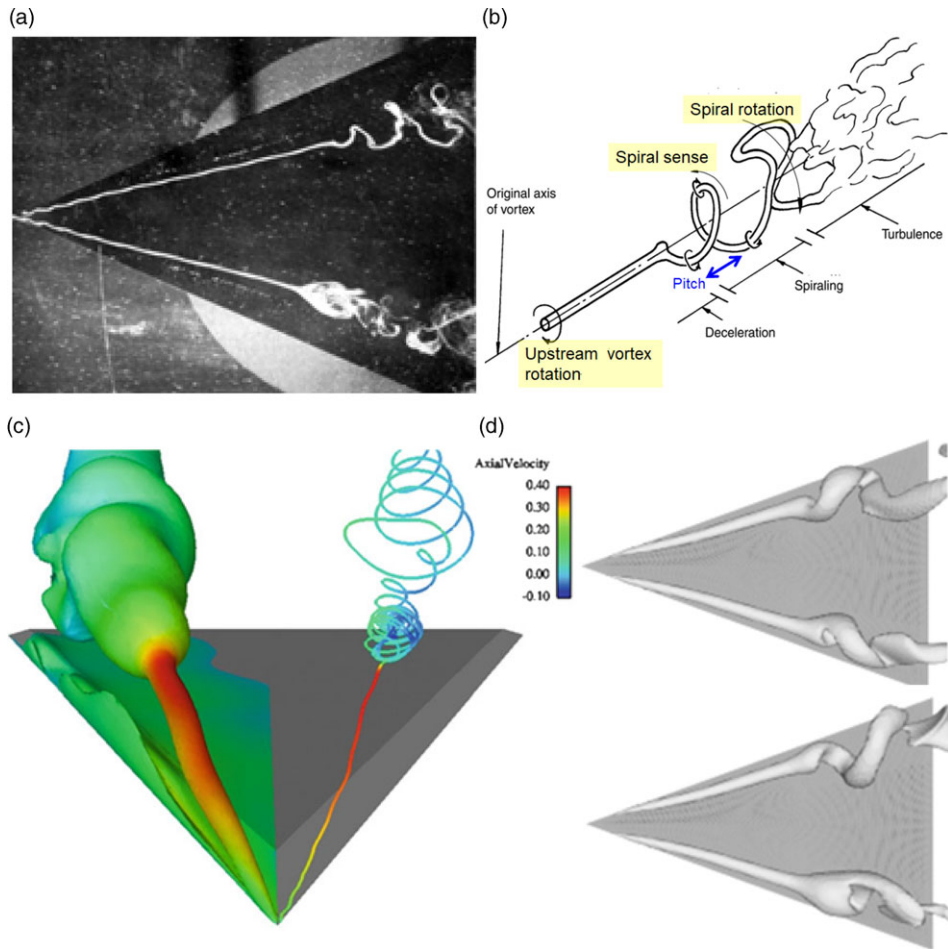 (a)
(b)
Spiral rotation
Spiral sense
Original axis
of vortex
Turbulence
Pitch
Spiraling
Deceleration
Upstream vortex
rotation
(c)
(d)
AxialVelocity
0.40
0.30
0.20
0.10
0.00
-0.10